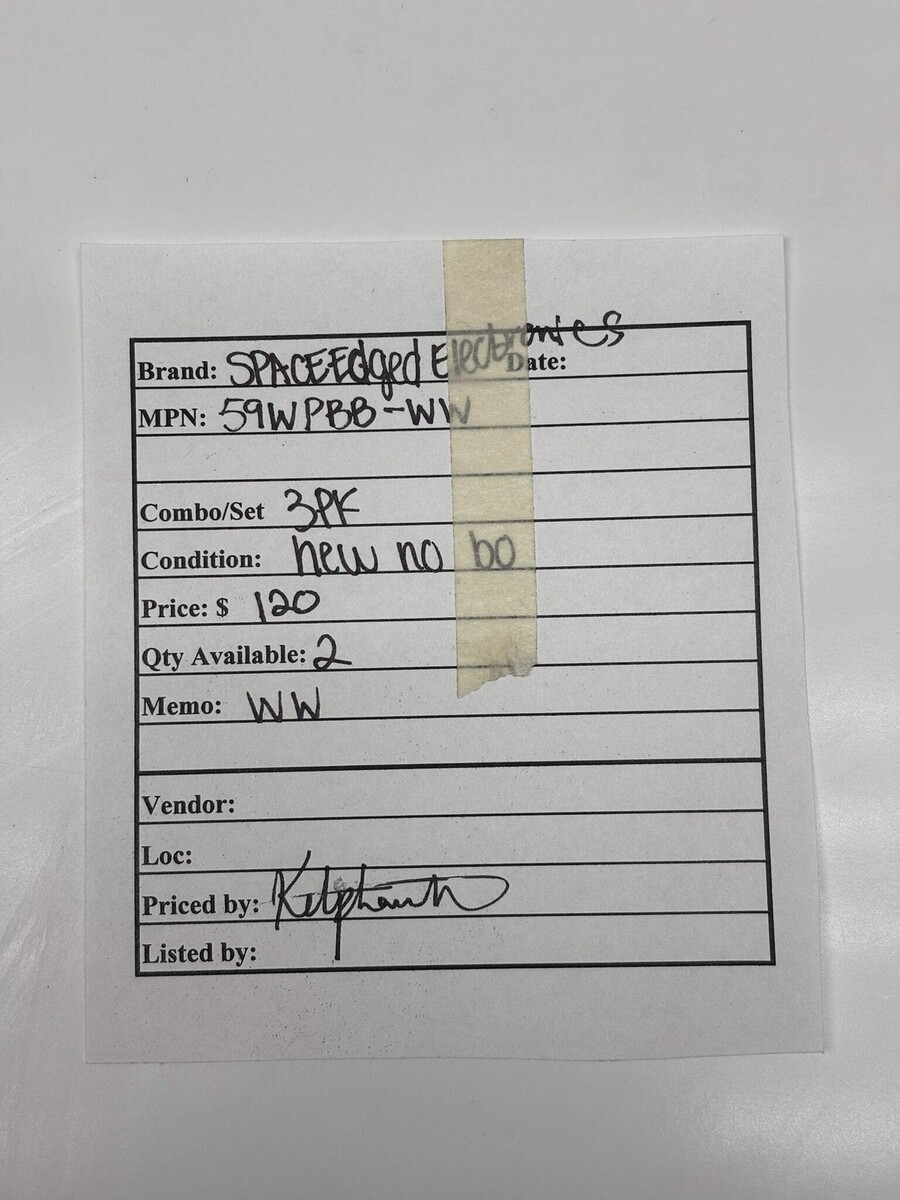 Brand: SPACEEdged Electronics Date:
MPN: 59WPBB-WW
Combo/Set 3PK
Condition: new no bo
Price: $ 120
Qty Available: 2
Memo: WW
Vendor:
Loc:
Priced by:
Listed by: